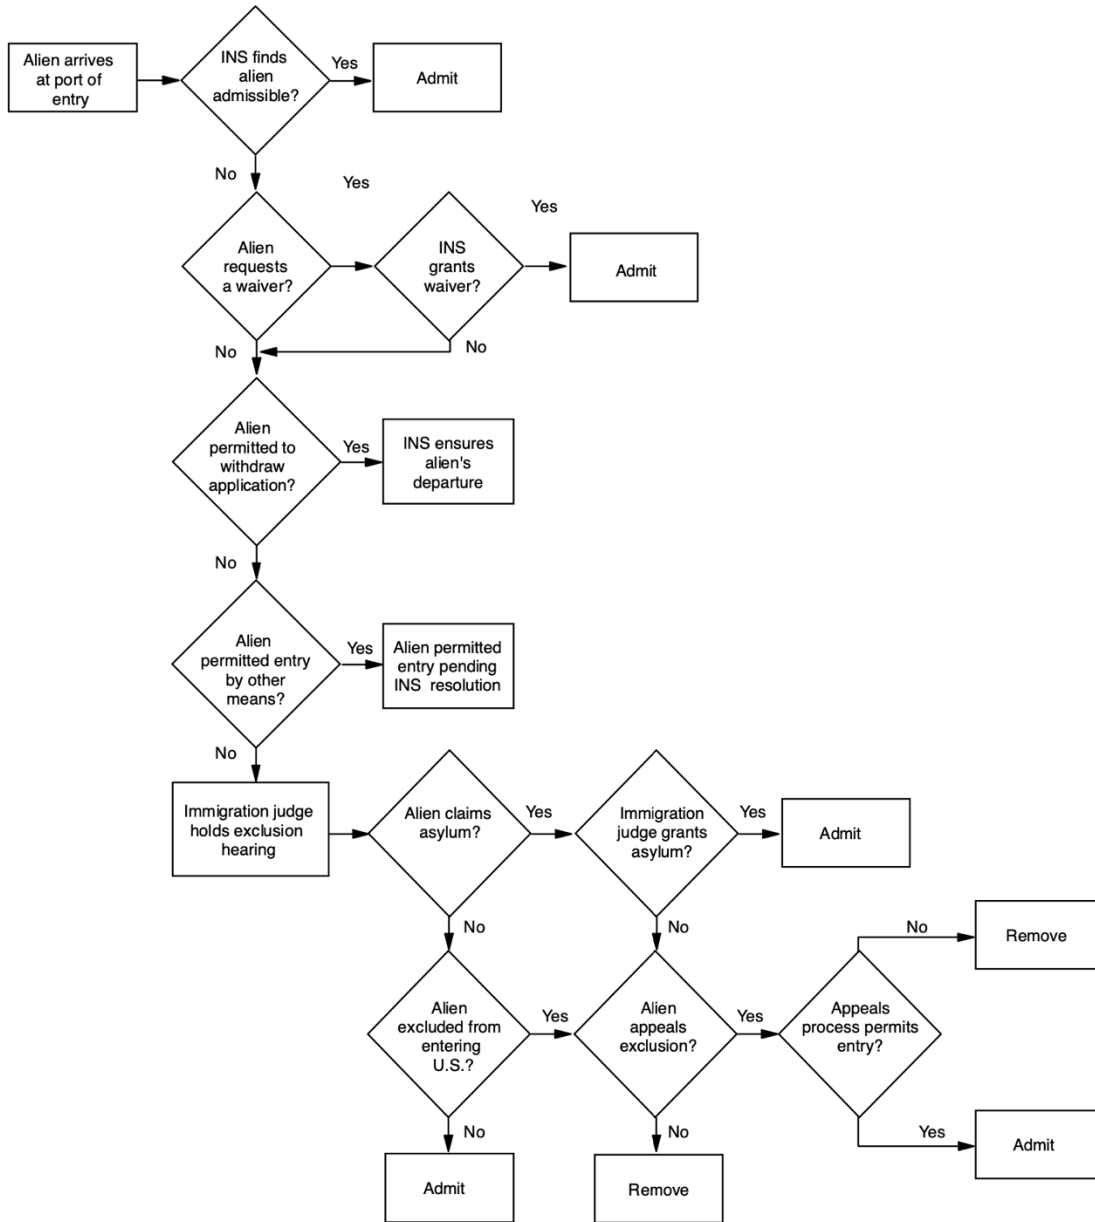 Alien arrives
at port of
entry
INS finds
alien
admissible?
Yes
Admit
No
Yes
Yes
Alien
requests
a waiver?
INS
grants
waiver?
Admit
No
No
Alien
permitted to
withdraw
application?
Yes
INS ensures
alien's
departure
No
Alien
permitted entry
by other
means?
Yes
Alien permitted
entry pending
INS resolution
No
Immigration judge
holds exclusion
hearing
Alien claims
asylum?
Yes
Immigration
judge grants
asylum?
Yes
Admit
No
No
No
Remove
Alien
excluded from
entering
U.S.?
Yes
Alien
appeals
exclusion?
Yes
Appeals
process permits
entry?
No
No
Yes
Admit
Admit
Remove